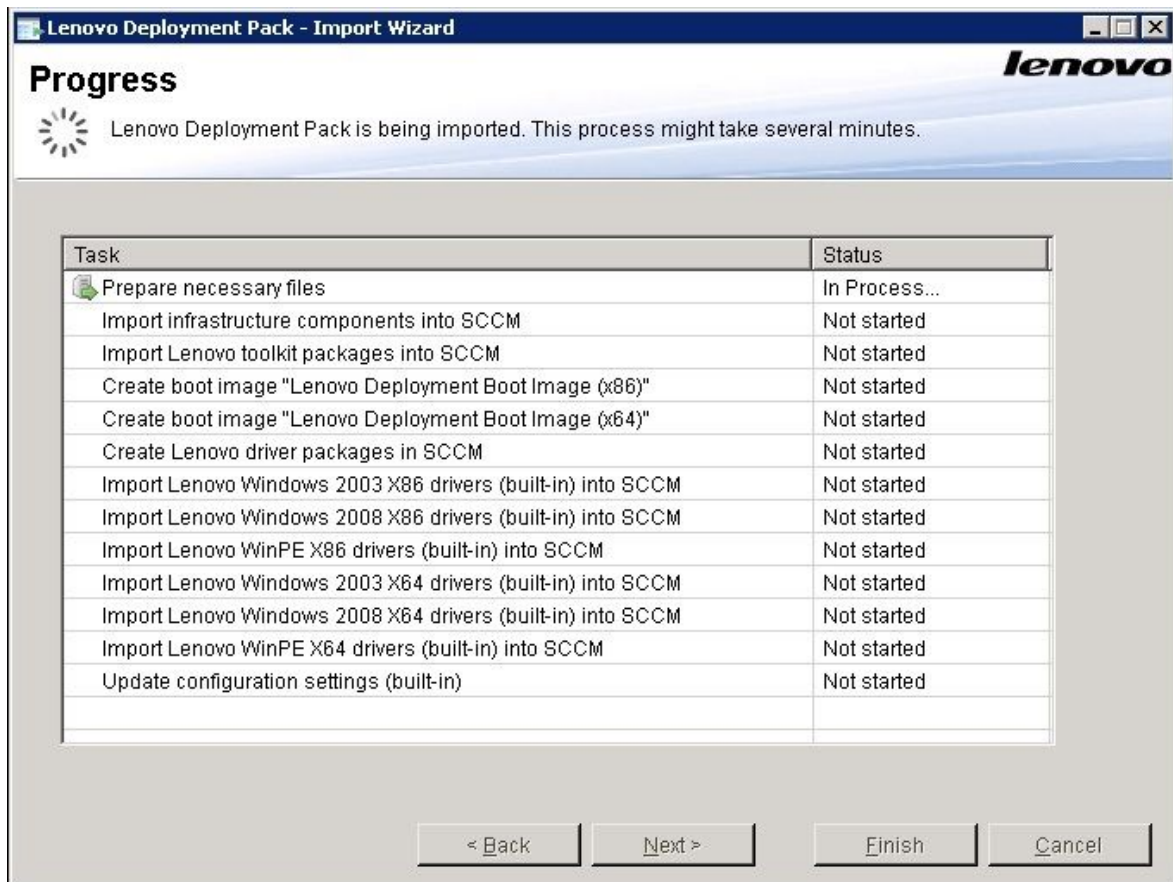 Lenovo Deployment Pack - Import Wizard
lenovo
Progress
Lenovo Deployment Pack is being imported. This process might take several minutes.
Task Status
Prepare necessary files In Process...
Import infrastructure components into SCCM Not started
Import Lenovo toolkit packages into SCCM Not started
Create boot image "Lenovo Deployment Boot Image (x86)" Not started
Create boot image "Lenovo Deployment Boot Image (x64)" Not started
Create Lenovo driver packages in SCCM Not started
Import Lenovo Windows 2003 X86 drivers (built-in) into SCCM Not started
Import Lenovo Windows 2008 X86 drivers (built-in) into SCCM Not started
Import Lenovo WinPE X86 drivers (built-in) into SCCM Not started
Import Lenovo Windows 2003 X64 drivers (built-in) into SCCM Not started
Import Lenovo Windows 2008 X64 drivers (built-in) into SCCM Not started
Import Lenovo WinPE X64 drivers (built-in) into SCCM Not started
Update configuration settings (built-in) Not started
< Back Next > Finish Cancel